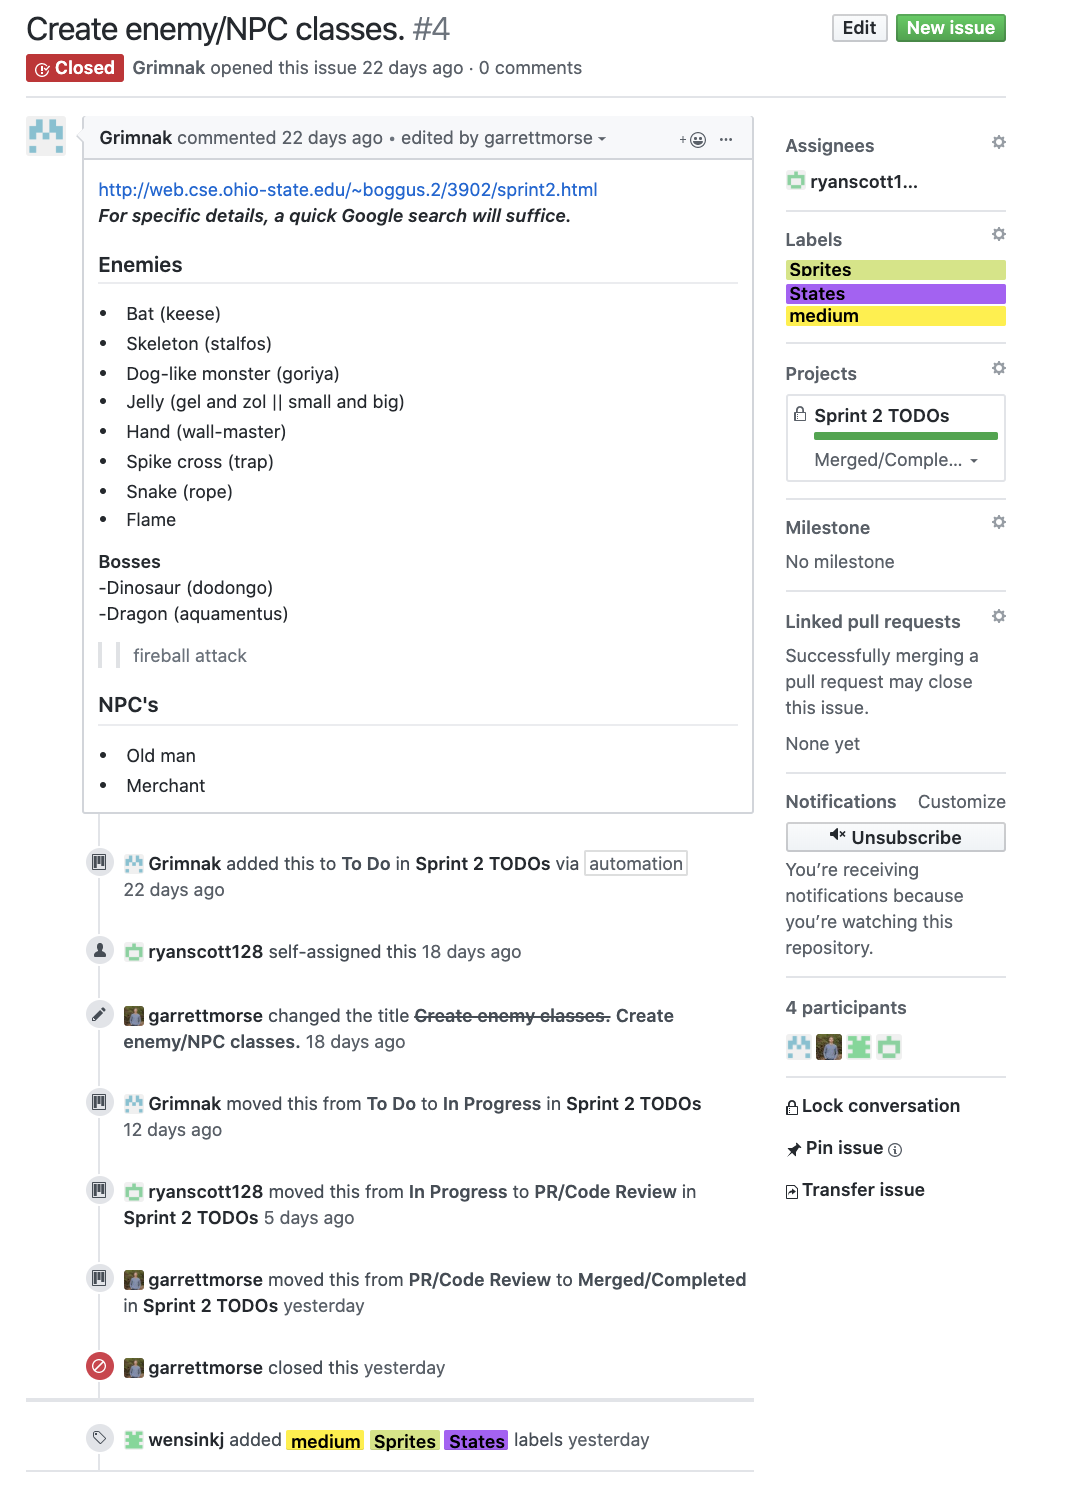 Create enemy/NPC classes. #4
Edit
New issue
Closed
Grimnak opened this issue 22 days ago · 0 comments
Grimnak commented 22 days ago • edited by garrettmorse
http://web.cse.ohio-state.edu/~boggus.2/3902/sprint2.html
For specific details, a quick Google search will suffice.
Enemies
• Bat (keese)
• Skeleton (stalfos)
• Dog-like monster (goriya)
• Jelly (gel and zol || small and big)
• Hand (wall-master)
• Spike cross (trap)
• Snake (rope)
• Flame
Bosses
-Dinosaur (dodongo)
-Dragon (aquamentus)
fireball attack
NPC's
• Old man
• Merchant
Grimnak added this to To Do in Sprint 2 TODOs via automation
22 days ago
ryanscott128 self-assigned this 18 days ago
garrettmorse changed the title Create enemy classes. Create
enemy/NPC classes. 18 days ago
Grimnak moved this from To Do to In Progress in Sprint 2 TODOs
12 days ago
ryanscott128 moved this from In Progress to PR/Code Review in
Sprint 2 TODOs 5 days ago
garrettmorse moved this from PR/Code Review to Merged/Completed
in Sprint 2 TODOs yesterday
garrettmorse closed this yesterday
wensinkj added medium Sprites States labels yesterday
Assignees
ryanscott1...
Labels
Sprites
States
medium
Projects
Sprint 2 TODOs
Merged/Comple...
Milestone
No milestone
Linked pull requests
Successfully merging a
pull request may close
this issue.
None yet
Notifications
Customize
Unsubscribe
You’re receiving
notifications because
you’re watching this
repository.
4 participants
Lock conversation
Pin issue
Transfer issue